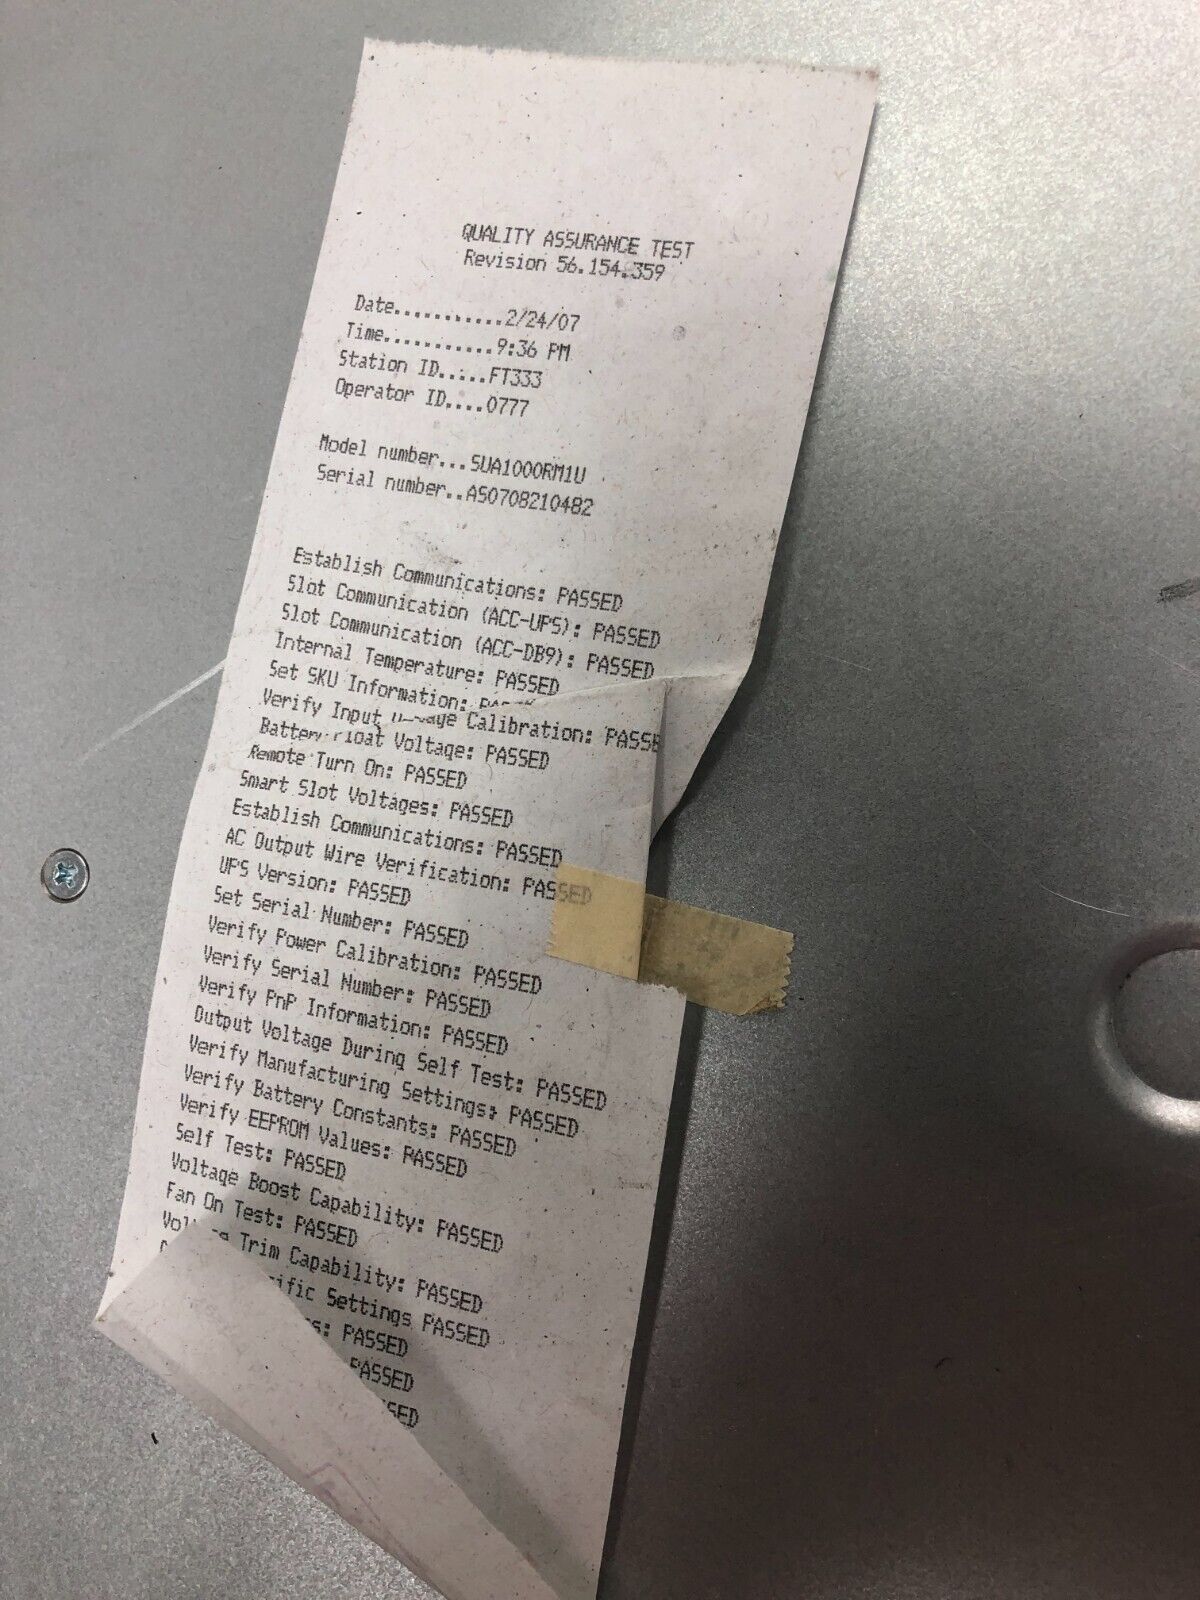 QUALITY ASSURANCE TEST
Revision 56.154.359
Date...........2/24/07
Time...........9:36 PM
Station ID.....FT333
Operator ID....0777
Model number...SUA1000RM1U
Serial number..AS0708210482
Establish Communications: PASSED
Slot Communication (ACC-UPS): PASSED
Slot Communication (ACC-DB9): PASSED
Internal Temperature: PASSED
Set SKU Information:
Verify Input Calibration: PASSE
Battery Float Voltage: PASSED
Remote Turn On: PASSED
Smart Slot Voltages: PASSED
Establish Communications: PASSED
AC Output Wire Verification: PASSED
UPS Version: PASSED
Set Serial Number: PASSED
Verify Power Calibration: PASSED
Verify Serial Number: PASSED
Verify PnP Information: PASSED
Output Voltage During Self Test: PASSED
Verify Manufacturing Settings: PASSED
Verify Battery Constants: PASSED
Verify EEPROM Values: PASSED
Self Test: PASSED
Voltage Boost Capability: PASSED
Fan On Test: PASSED
Trim Capability: PASSED
ific Settings PASSED
s: PASSED
PASSED
SED